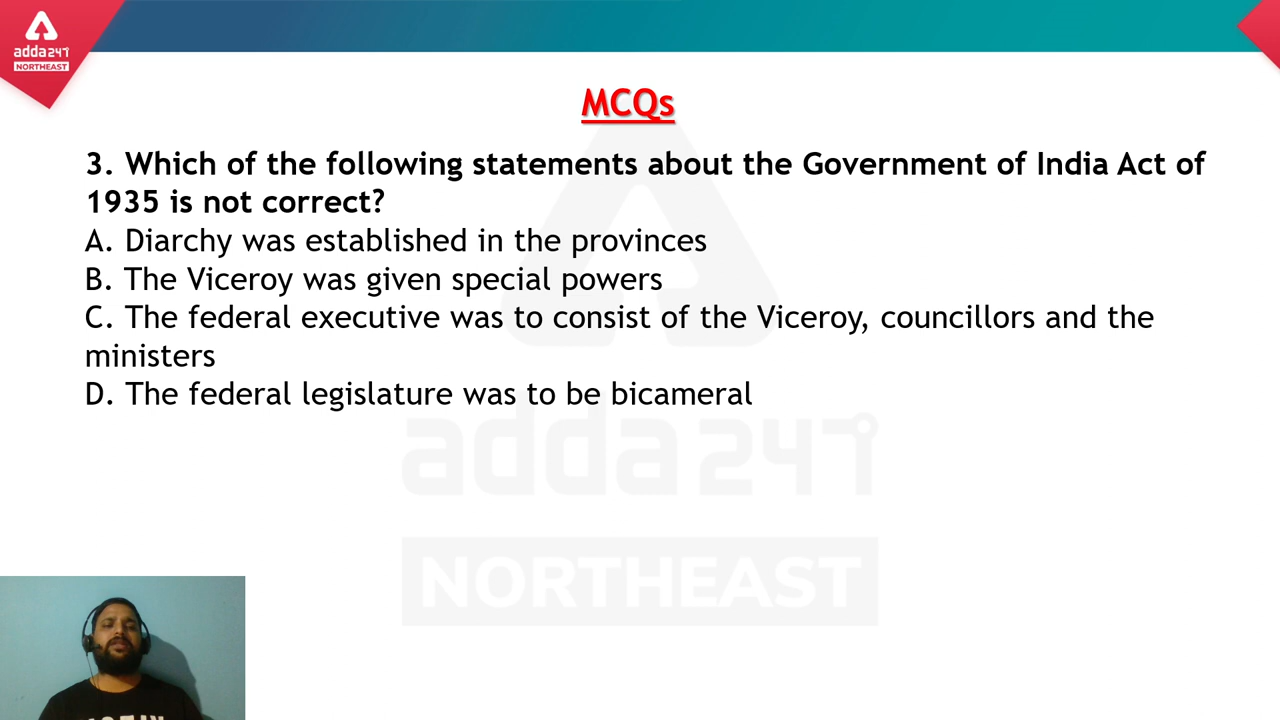 adda247
NORTHEAST
MCQs
3. Which of the following statements about the Government of India Act of
1935 is not correct?
A. Diarchy was established in the provinces
B. The Viceroy was given special powers
C. The federal executive was to consist of the Viceroy, councillors and the
ministers
D. The federal legislature was to be bicameral
adda247
NORTHEAST